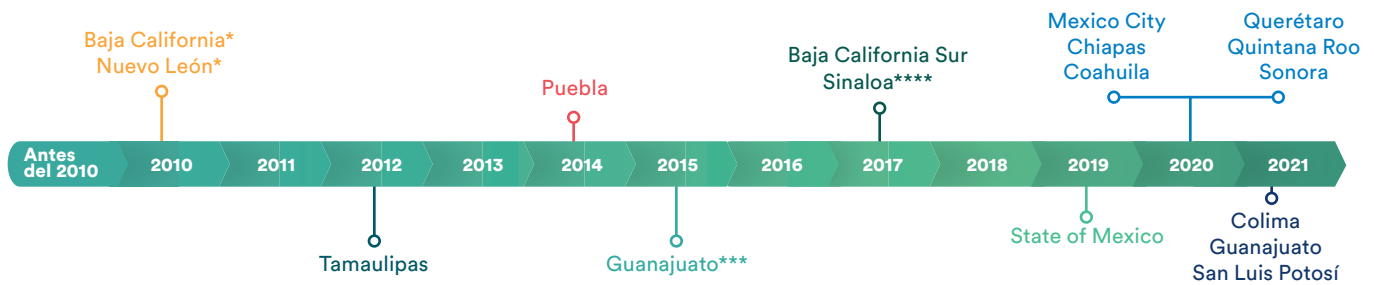 Baja California*
Nuevo León*
Puebla
Baja California Sur
Sinaloa****
Mexico City
Chiapas
Coahuila
Querétaro
Quintana Roo
Sonora
Antes
del 2010
2010
2011
2012
2013
2014
2015
2016
2017
2018
2019
2020
2021
Tamaulipas
Guanajuato***
State of Mexico
Colima
Guanajuato
San Luis Potosí